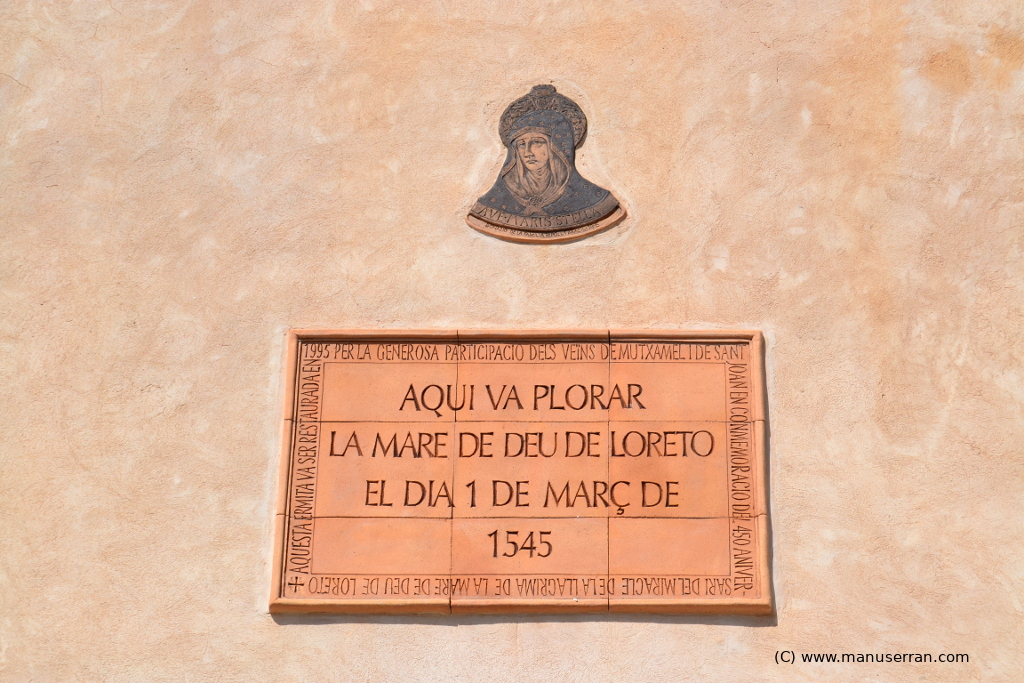 AVE MARIS STELLA
AQUI VA PLORAR
LA MARE DE DEU DE LORETO
EL DIA 1 DE MARÇ DE
1545
+ AQUESTA ERMITA VA SER RESTAURADA EN
1995 PER LA GENEROSA PARTICIPACIO DELS VEÏNS DE MUTXAMEL I DE SANT
JOAN EN CONMEMORACIO DEL 450 ANIVER-
SARI DEL MIRACLE DE LA LLAGRIMA DE LA MARE DE DEU DE LORETO
(C) www.manuserran.com